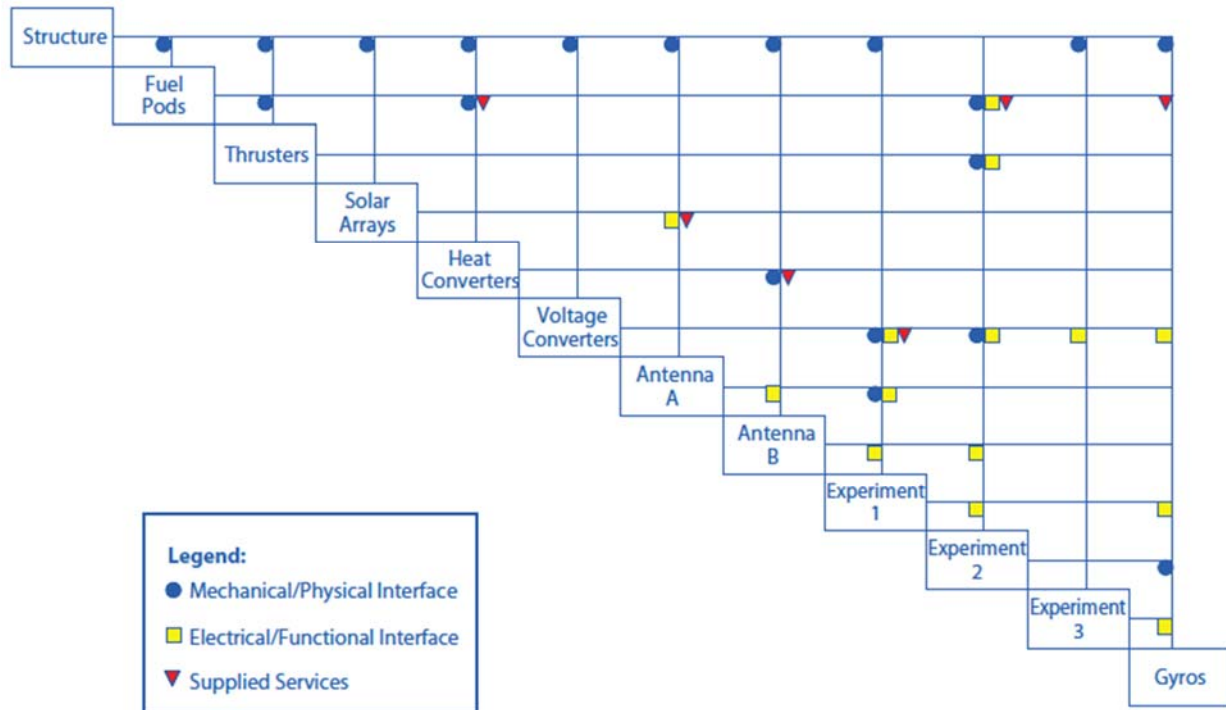 Structure
Fuel
Pods
Thrusters
Solar
Arrays
Heat
Converters
Voltage
Converters
Antenna
A
Antenna
B
Experiment
1
Experiment
2
Experiment
3
Gyros
Legend:
Mechanical/Physical Interface
Electrical/Functional Interface
Supplied Services